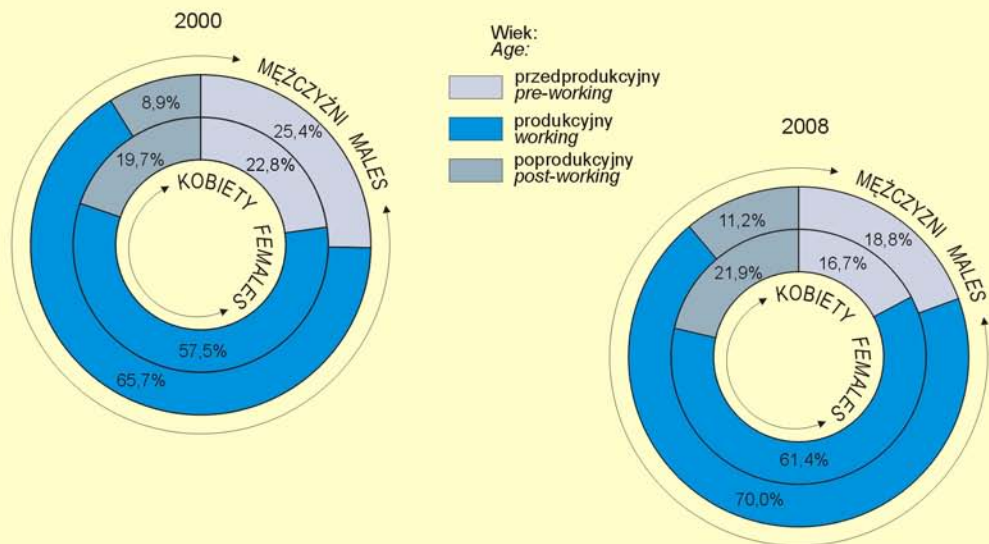 2000
MĘŻCZYŹNI MALES
8,9%
25,4%
19,7%
22,8%
KOBIETY FEMALES
57,5%
65,7%
Wiek:
Age:
przedprodukcyjny
pre-working
produkcyjny
working
poprodukcyjny
post-working
2008
MĘŻCZYŹNI MALES
11,2%
18,8%
21,9%
16,7%
KOBIETY FEMALES
61,4%
70,0%